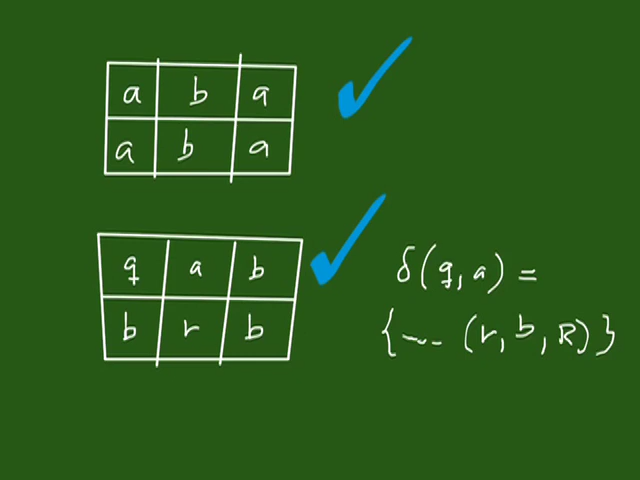 a b a
a b a
q a b
b r b
δ(q, a) =
{ --- (r, b, R) }